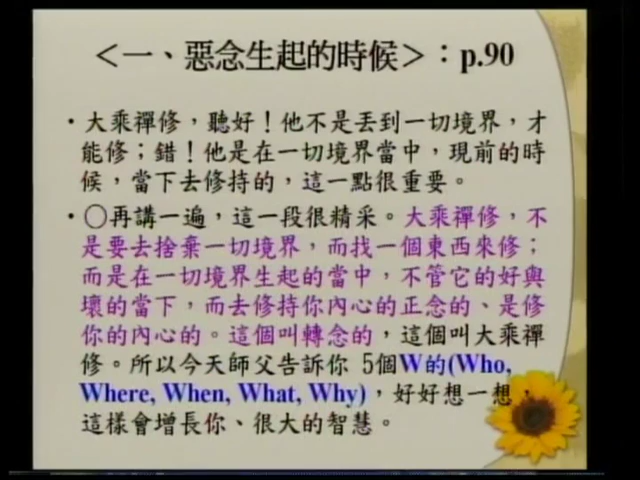 ＜一、惡念生起的時候＞：p.90
・大乘禪修，聽好！他不是丟到一切境界，才
能修；錯！他是在一切境界當中，現前的時
候，當下去修持的，這一點很重要。
・○再講一遍，這一段很精采。大乘禪修，不
是要去捨棄一切境界，而找一個東西來修；
而是在一切境界生起的當中，不管它的好與
壞的當下，而去修持你內心的正念的、是修
你的內心的。這個叫轉念的，這個叫大乘禪
修。所以今天師父告訴你 5個W的(Who,
Where, When, What, Why)，好好想一想，
這樣會增長你、很大的智慧。